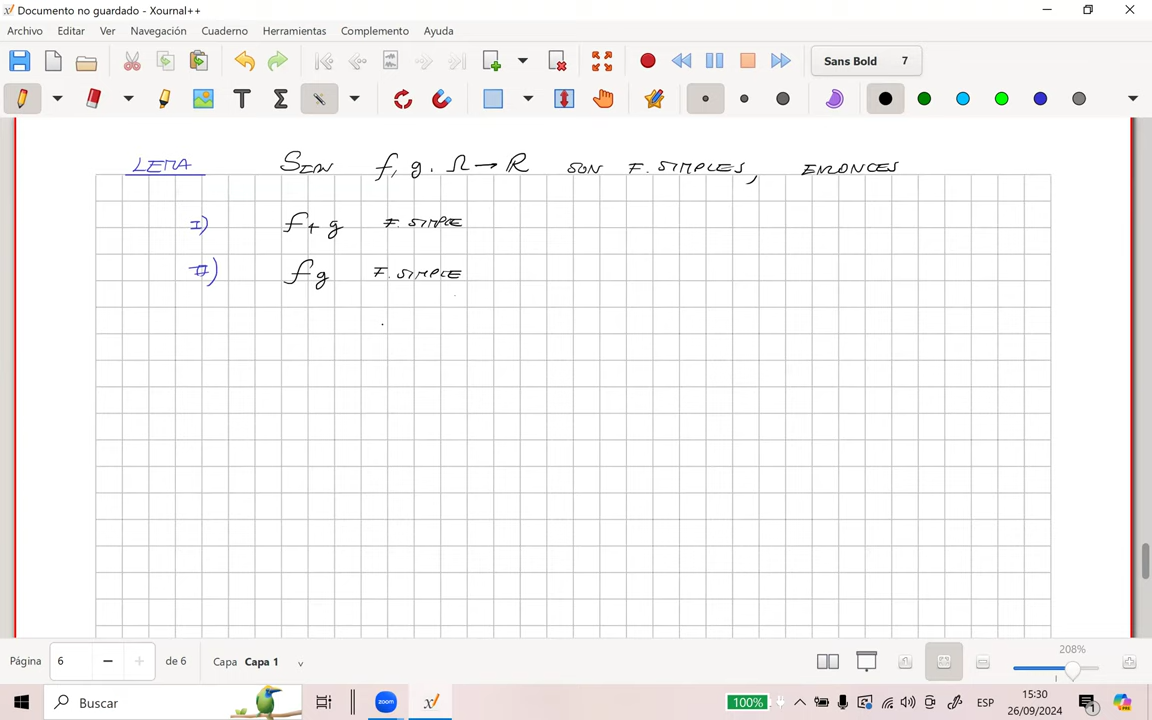 Documento no guardado - Xournal++
Archivo Editar Ver Navegación Cuaderno Herramientas Complemento Ayuda
Sans Bold 7
LEMA SEAN f, g. Ω → R SON F. SIMPLES, ENTONCES
I) f + g F. SIMPLE
II) f g F. SIMPLE
Página 6 de 6 Capa Capa 1 208%
Buscar zoom 100% ESP 15:30
26/09/2024 1